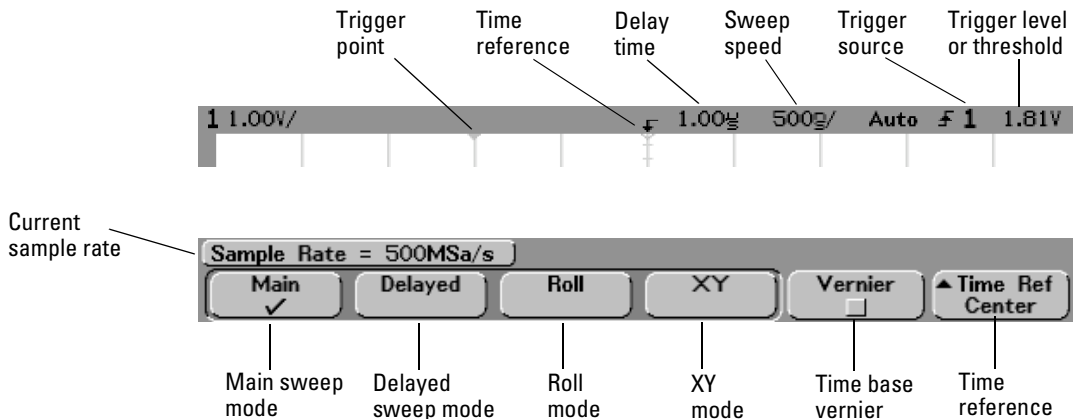 Trigger point
Time reference
Delay time
Sweep speed
Trigger source
Trigger level or threshold
1 1.00V/ 1.00µs 500ns/ Auto 1 1.81V
Current sample rate
Sample Rate = 500MSa/s
Main Delayed Roll XY Vernier Time Ref Center
Main sweep mode
Delayed sweep mode
Roll mode
XY mode
Time base vernier
Time reference